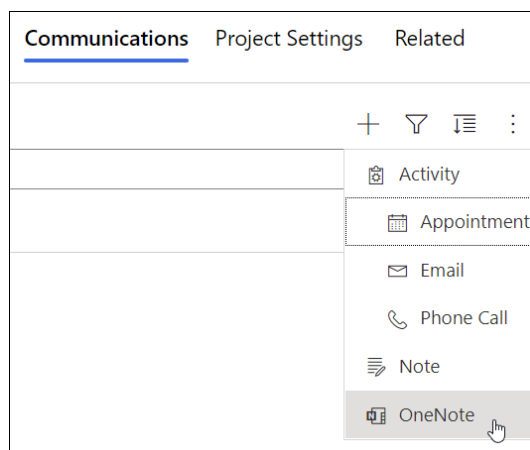 Communications Project Settings Related
Activity
Appointment
Email
Phone Call
Note
OneNote